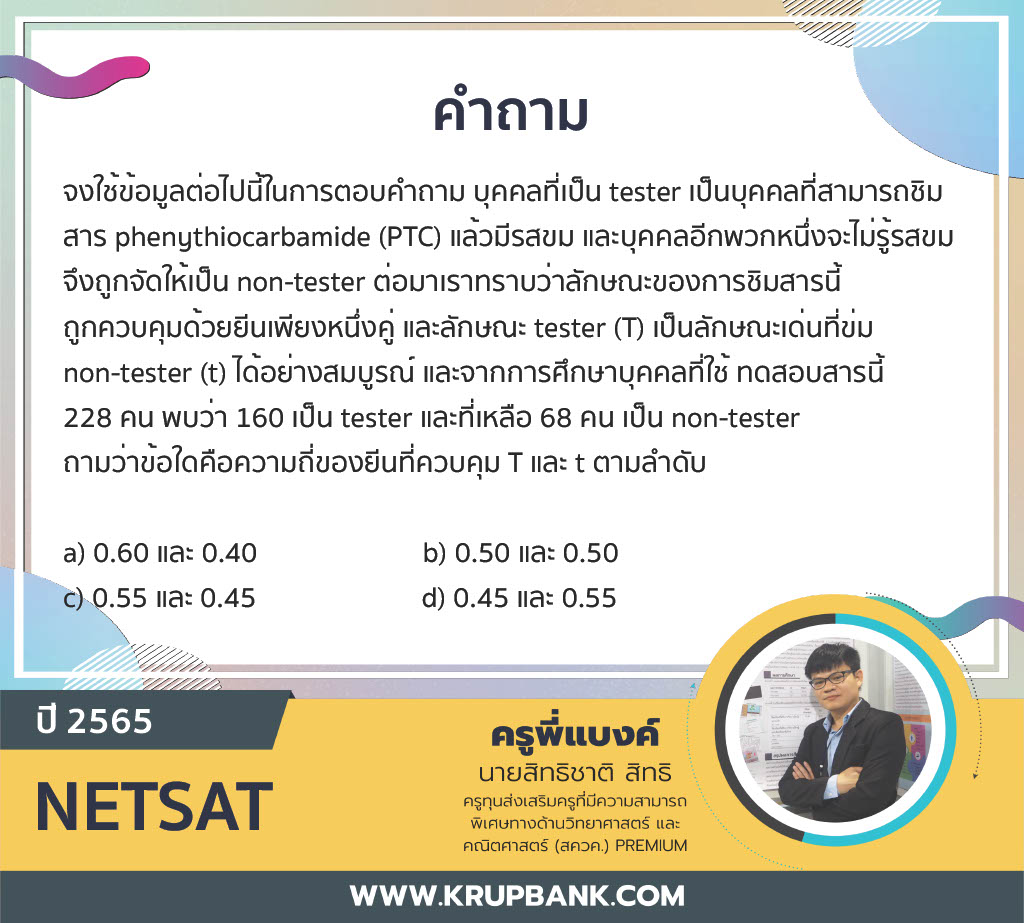 คำถาม
จงใช้ข้อมูลต่อไปนี้ในการตอบคำถาม บุคคลที่เป็น tester เป็นบุคคลที่สามารถชิม
สาร phenythiocarbamide (PTC) แล้วมีรสขม และบุคคลอีกพวกหนึ่งจะไม่รู้รสขม
จึงถูกจัดให้เป็น non-tester ต่อมาเราทราบว่าลักษณะของการชิมสารนี้
ถูกควบคุมด้วยยีนเพียงหนึ่งคู่ และลักษณะ tester (T) เป็นลักษณะเด่นที่ข่ม
non-tester (t) ได้อย่างสมบูรณ์ และจากการศึกษาบุคคลที่ใช้ ทดสอบสารนี้
228 คน พบว่า 160 เป็น tester และที่เหลือ 68 คน เป็น non-tester
ถามว่าข้อใดคือความถี่ของยีนที่ควบคุม T และ t ตามลำดับ
a) 0.60 และ 0.40 b) 0.50 และ 0.50
c) 0.55 และ 0.45 d) 0.45 และ 0.55
ปี 2565
NETSAT
ครูพี่แบงค์
นายสิทธิชาติ สิทธิ
ครูทุนส่งเสริมครูที่มีความสามารถ
พิเศษทางด้านวิทยาศาสตร์ และ
คณิตศาสตร์ (สควค.) PREMIUM
WWW.KRUPBANK.COM